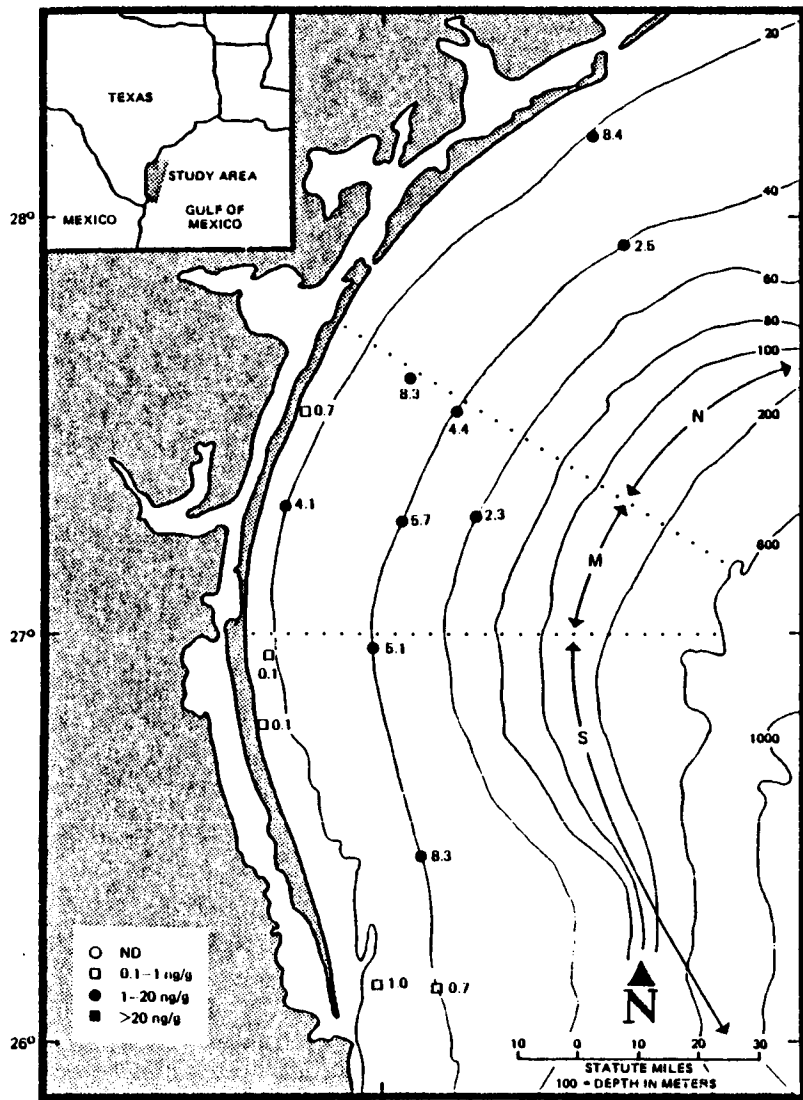 TEXAS
STUDY AREA
MEXICO
GULF OF
MEXICO
20
8.4
28°
40
2.5
60
80
100
8.3
0.7
4.4
N
200
4.1
5.7
2.3
600
M
27°
0.1
5.1
0.1
S
1000
8.3
○ ND
□ 0.1–1 ng/g
● 1–20 ng/g
■ >20 ng/g
1.0
0.7
N
26°
10 0 10 20 30
STATUTE MILES
100 = DEPTH IN METERS